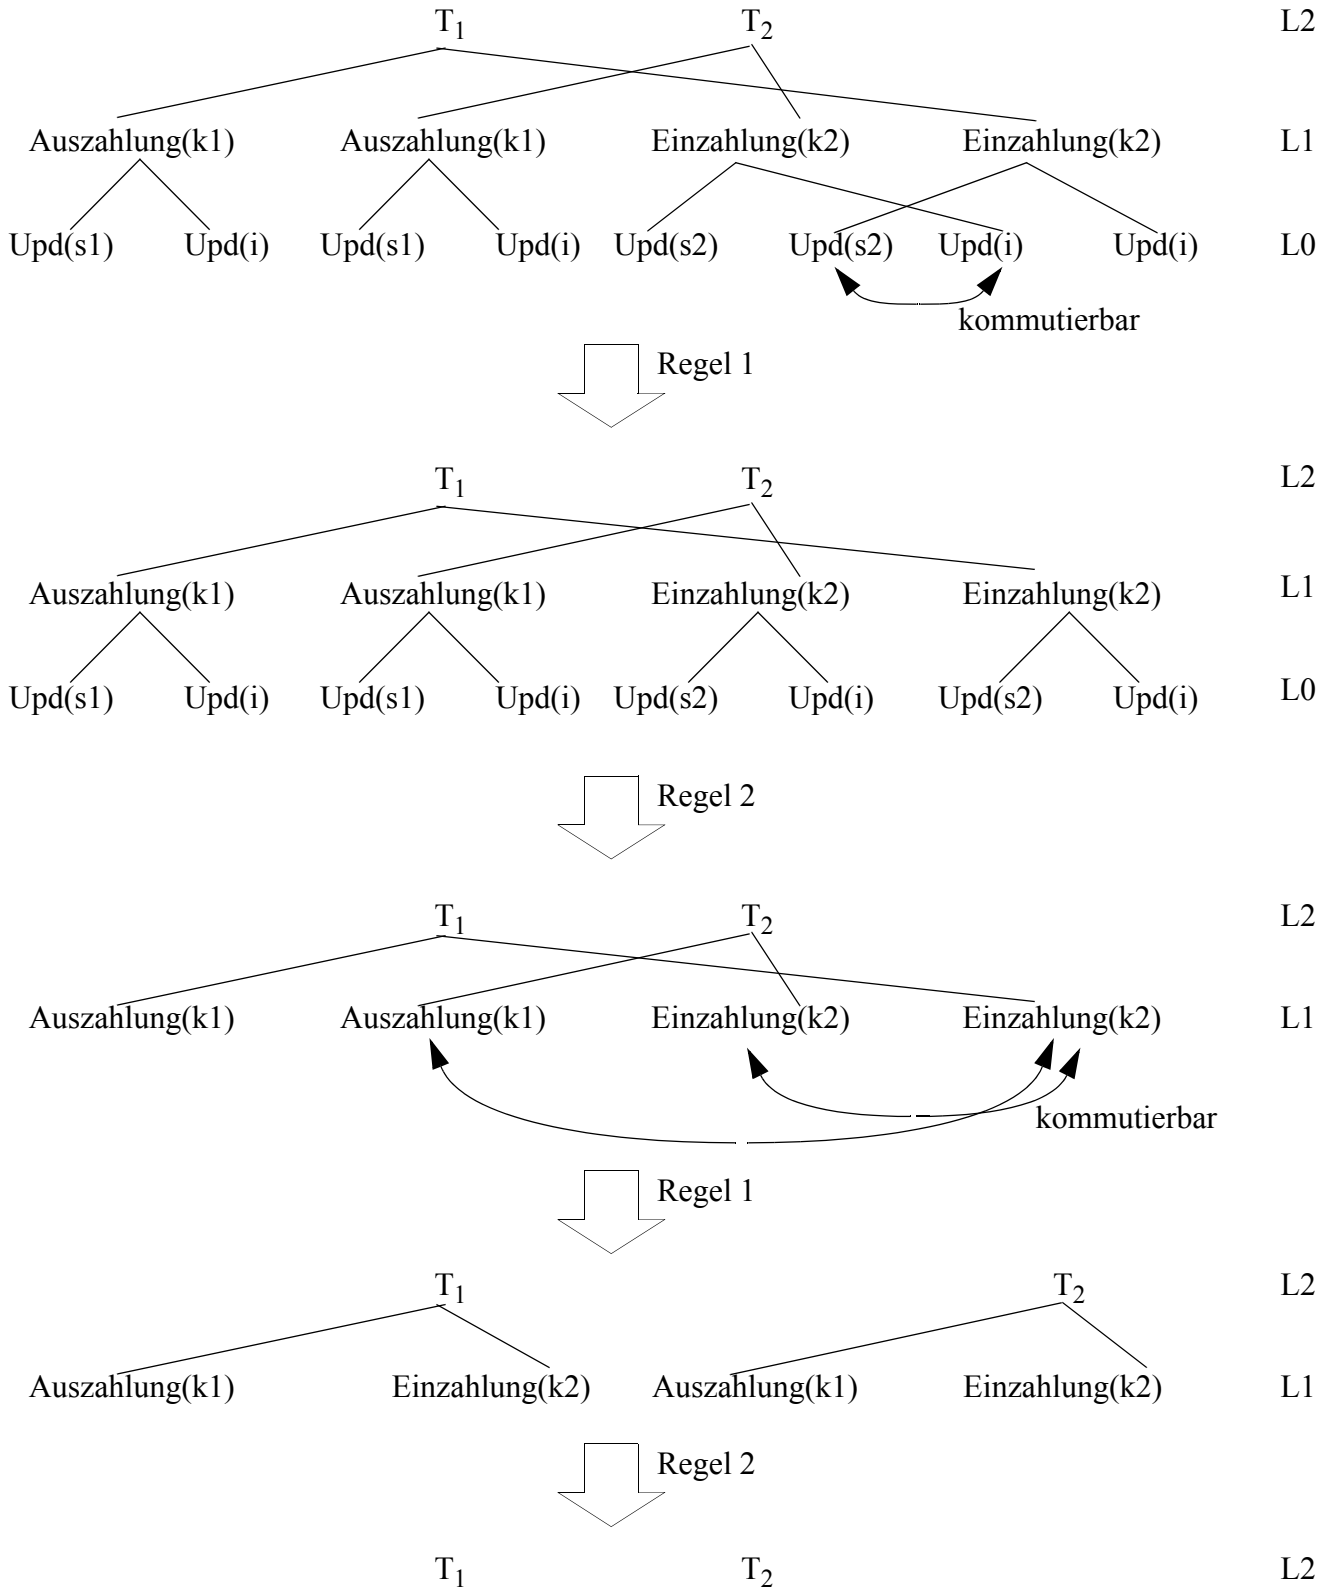 T1 T2 L2
Auszahlung(k1) Auszahlung(k1) Einzahlung(k2) Einzahlung(k2) L1
Upd(s1) Upd(i) Upd(s1) Upd(i) Upd(s2) Upd(s2) Upd(i) Upd(i) L0
kommutierbar
Regel 1
T1 T2 L2
Auszahlung(k1) Auszahlung(k1) Einzahlung(k2) Einzahlung(k2) L1
Upd(s1) Upd(i) Upd(s1) Upd(i) Upd(s2) Upd(i) Upd(s2) Upd(i) L0
Regel 2
T1 T2 L2
Auszahlung(k1) Auszahlung(k1) Einzahlung(k2) Einzahlung(k2) L1
kommutierbar
Regel 1
T1 T2 L2
Auszahlung(k1) Einzahlung(k2) Auszahlung(k1) Einzahlung(k2) L1
Regel 2
T1 T2 L2